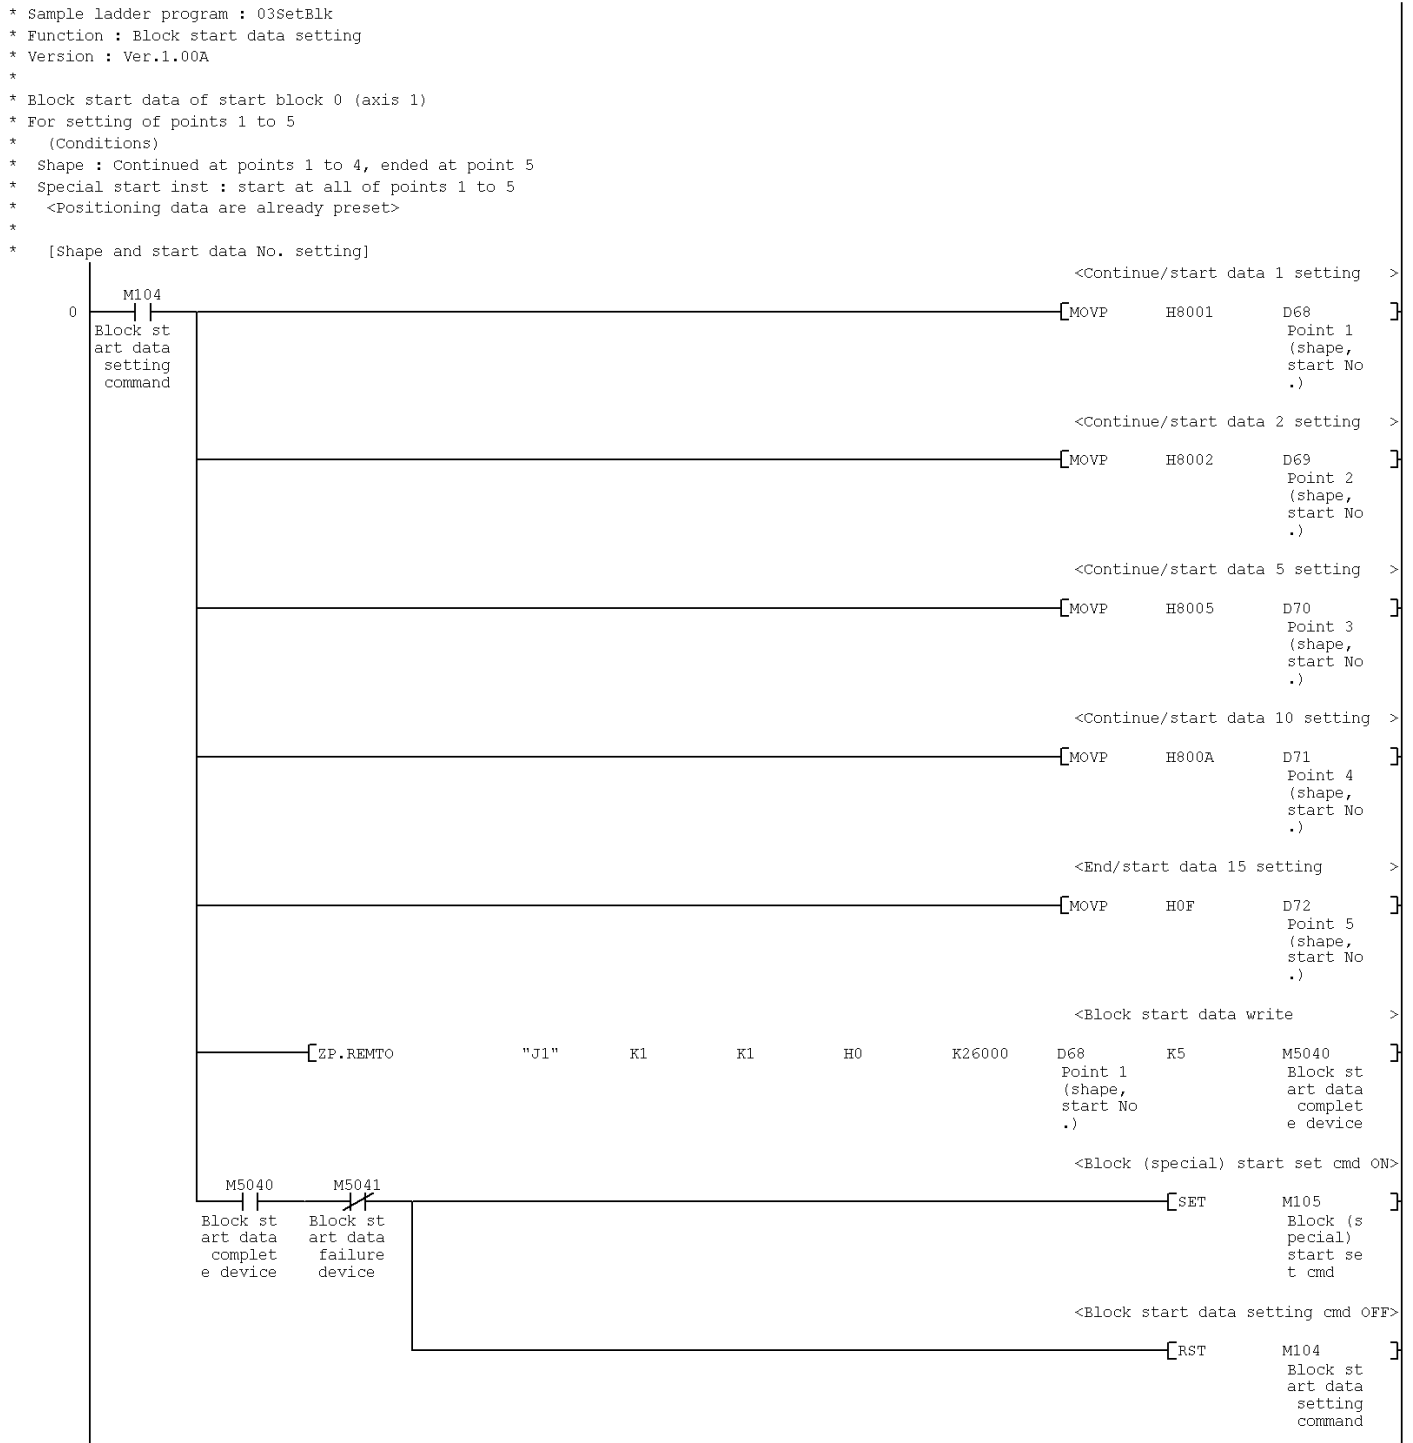 * Sample ladder program : 03SetBlk
* Function : Block start data setting
* Version : Ver.1.00A
*
* Block start data of start block 0 (axis 1)
* For setting of points 1 to 5
*   (Conditions)
*  Shape : Continued at points 1 to 4, ended at point 5
*  Special start inst : start at all of points 1 to 5
*   <Positioning data are already preset>
*
*   [Shape and start data No. setting]
<Continue/start data 1 setting   >
M104
0 MOVP H8001 D68
Block st
art data
setting
command
Point 1
(shape,
start No
.)
<Continue/start data 2 setting   >
MOVP H8002 D69
Point 2
(shape,
start No
.)
<Continue/start data 5 setting   >
MOVP H8005 D70
Point 3
(shape,
start No
.)
<Continue/start data 10 setting  >
MOVP H800A D71
Point 4
(shape,
start No
.)
<End/start data 15 setting       >
MOVP H0F D72
Point 5
(shape,
start No
.)
<Block start data write          >
ZP.REMTO "J1" K1 K1 H0 K26000 D68 K5 M5040
Point 1
(shape,
start No
.)
Block st
art data
complet
e device
<Block (special) start set cmd ON>
M5040 M5041
SET M105
Block st
art data
complet
e device
Block st
art data
failure
device
Block (s
pecial)
start se
t cmd
<Block start data setting cmd OFF>
RST M104
Block st
art data
setting
command